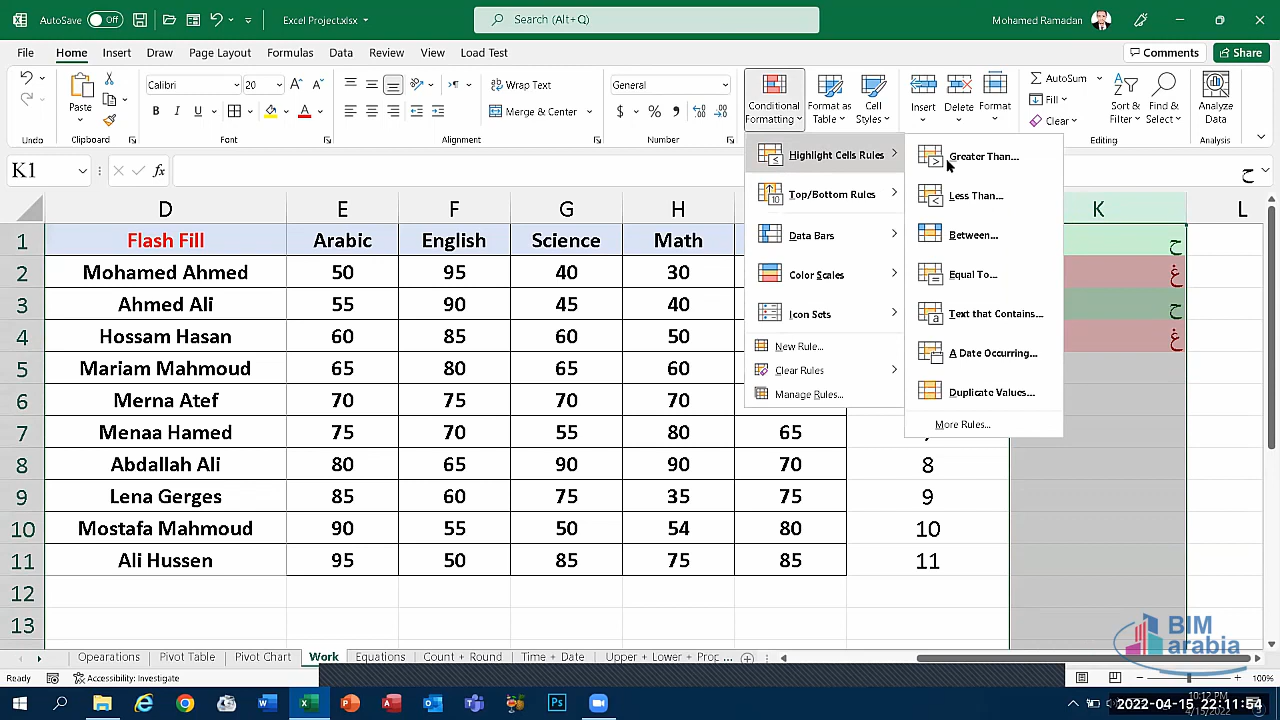 AutoSave Off Excel Project.xlsx Search (Alt+Q) Mohamed Ramadan
File Home Insert Draw Page Layout Formulas Data Review View Load Test Comments Share
Paste Calibri 20 Wrap Text General Conditional Formatting Format as Table Cell Styles Insert Delete Format AutoSum Sort & Filter Find & Select Analyze Data
B I U Merge & Center Fill
Clear
Undo Clipboard Font Alignment Number Editing Analysis
K1 fx ح
D E F G H K L
1 Flash Fill Arabic English Science Math ح
2 Mohamed Ahmed 50 95 40 30 غ
3 Ahmed Ali 55 90 45 40 ح
4 Hossam Hasan 60 85 60 50 غ
5 Mariam Mahmoud 65 80 65 60
6 Merna Atef 70 75 70 70
7 Menaa Hamed 75 70 55 80 65
8 Abdallah Ali 80 65 90 90 70 8
9 Lena Gerges 85 60 75 35 75 9
10 Mostafa Mahmoud 90 55 50 54 80 10
11 Ali Hussen 95 50 85 75 85 11
12
13
Highlight Cells Rules
Top/Bottom Rules
Data Bars
Color Scales
Icon Sets
New Rule...
Clear Rules
Manage Rules...
Greater Than...
Less Than...
Between...
Equal To...
Text that Contains...
A Date Occurring...
Duplicate Values...
More Rules...
BIM
arabia
Operations Pivot Table Pivot Chart Work Equations Count + Round Time + Date Upper + Lower + Prop ...
Ready Accessibility: Investigate 100%
10:12 PM
2022-04-15 22:11:54